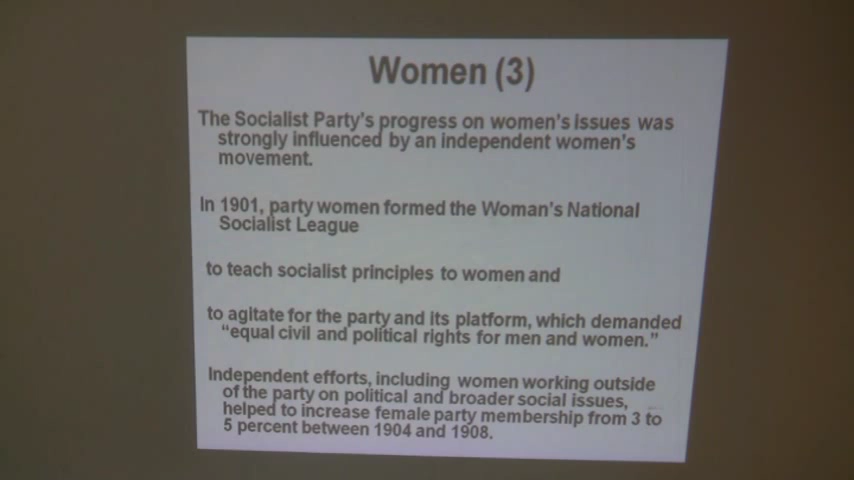 Women (3)
The Socialist Party's progress on women's issues was
strongly influenced by an independent women's
movement.
In 1901, party women formed the Woman's National
Socialist League
to teach socialist principles to women and
to agitate for the party and its platform, which demanded
“equal civil and political rights for men and women.”
Independent efforts, including women working outside
of the party on political and broader social issues,
helped to increase female party membership from 3 to
5 percent between 1904 and 1908.